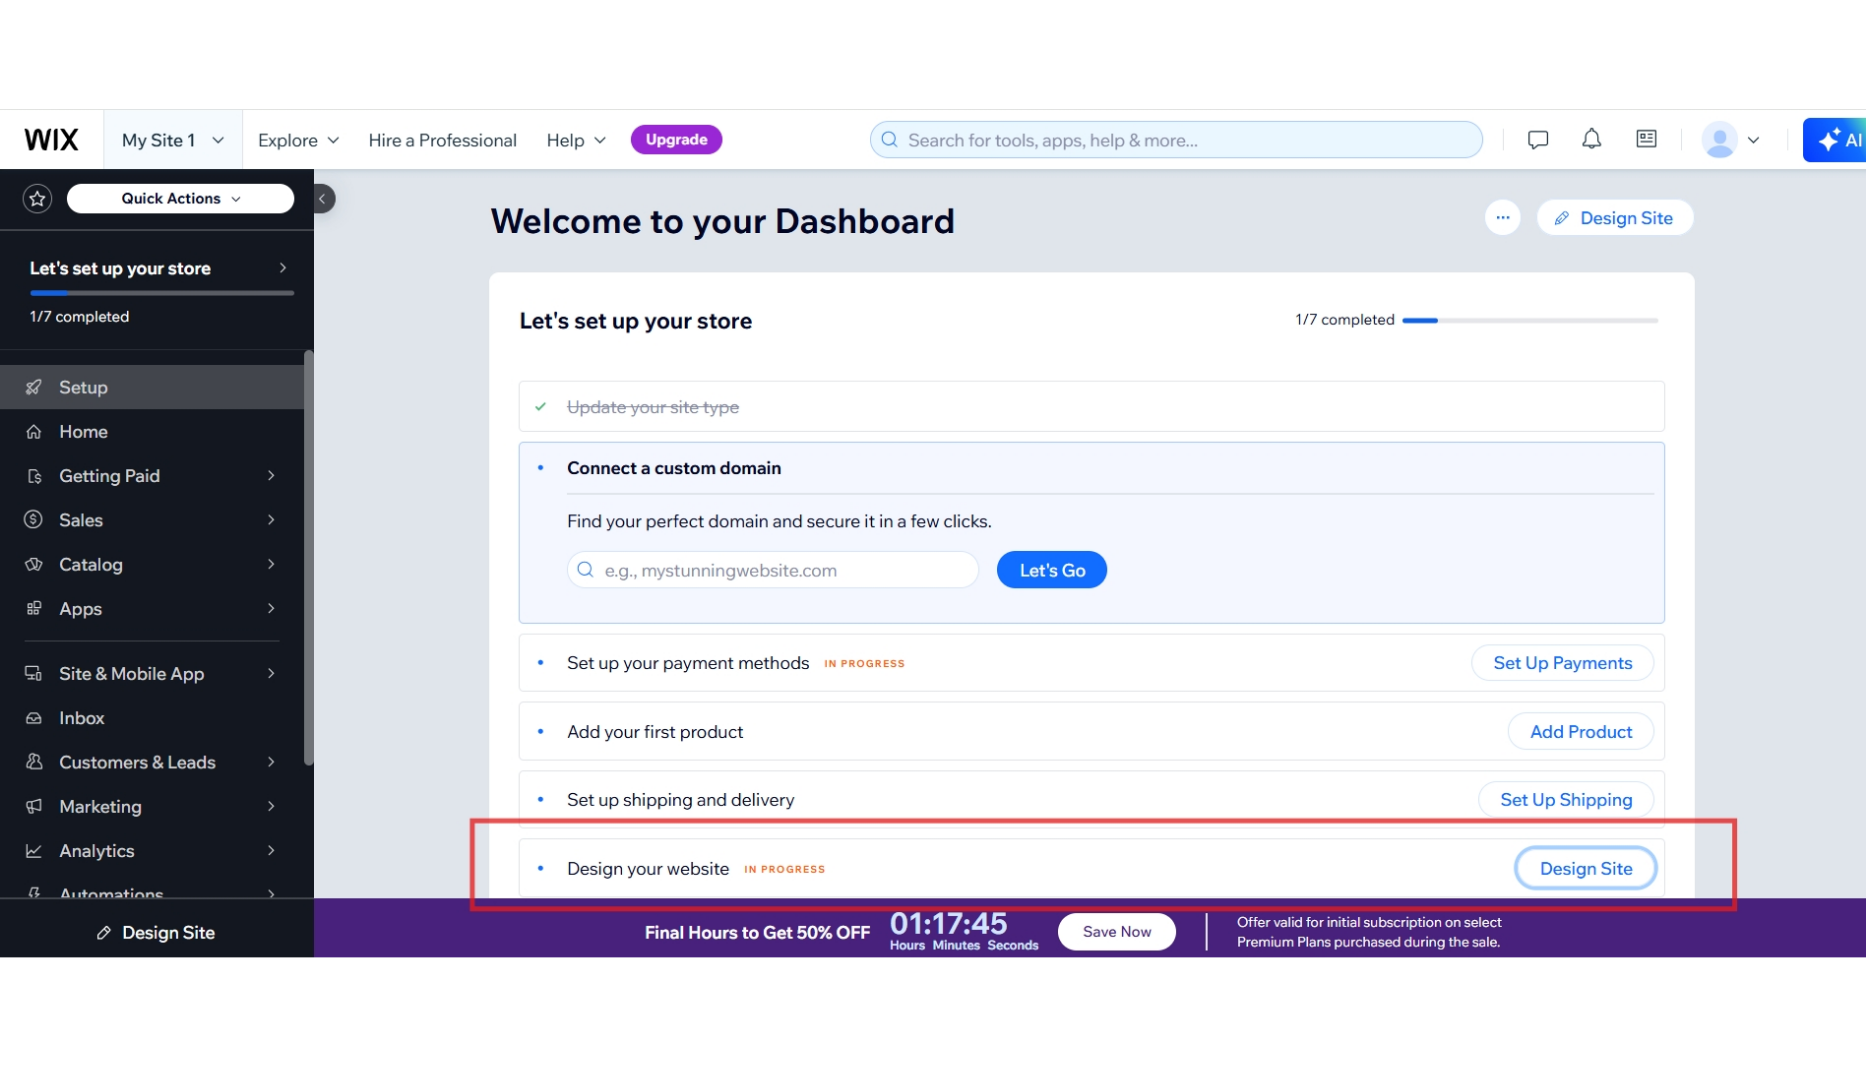 WIX
My Site 1
Explore
Hire a Professional
Help
Upgrade
Search for tools, apps, help & more...
AI
Quick Actions
Let's set up your store
1/7 completed
Setup
Home
Getting Paid
Sales
Catalog
Apps
Site & Mobile App
Inbox
Customers & Leads
Marketing
Analytics
Automations
Design Site
Welcome to your Dashboard
Design Site
Let's set up your store
1/7 completed
Update your site type
Connect a custom domain
Find your perfect domain and secure it in a few clicks.
e.g., mystunningwebsite.com
Let's Go
Set up your payment methods IN PROGRESS
Set Up Payments
Add your first product
Add Product
Set up shipping and delivery
Set Up Shipping
Design your website IN PROGRESS
Design Site
Final Hours to Get 50% OFF
01:17:45
Hours Minutes Seconds
Save Now
Offer valid for initial subscription on select
Premium Plans purchased during the sale.